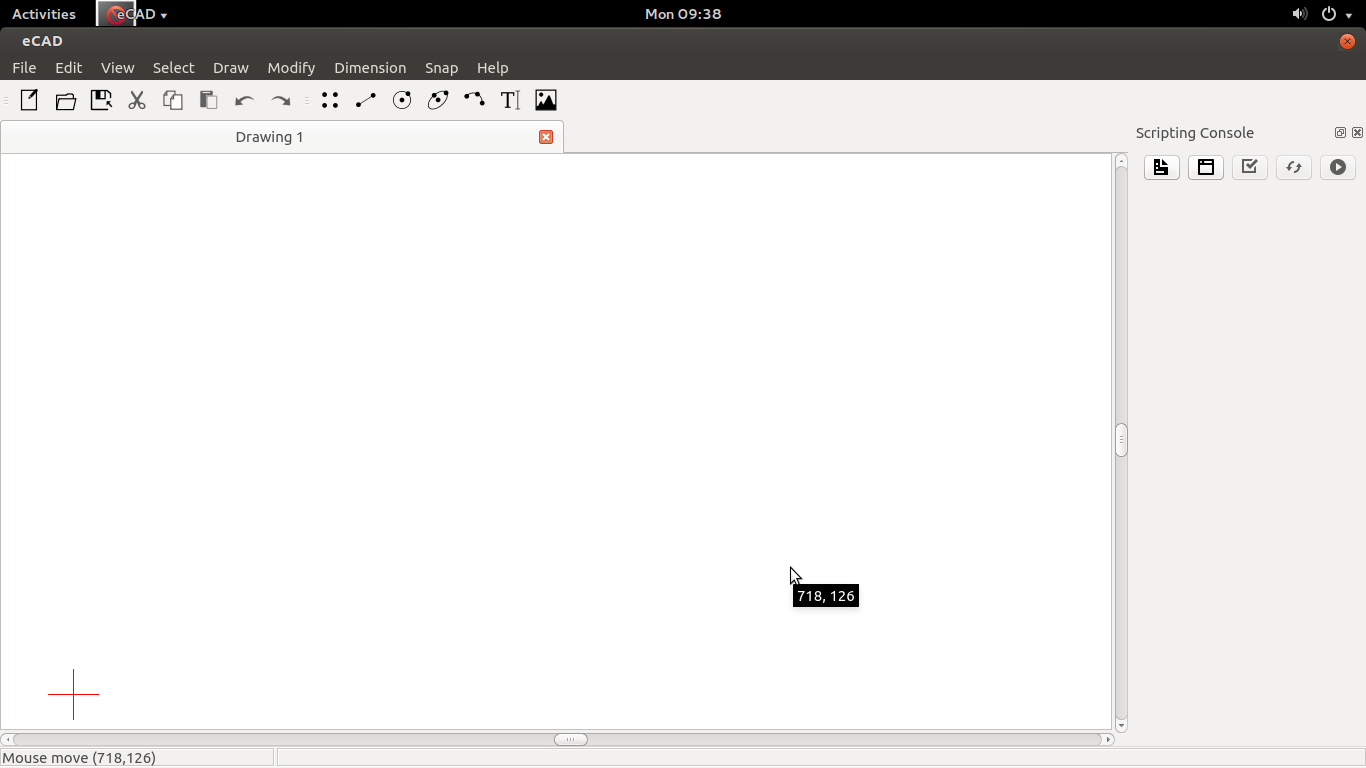 Activities
eCAD
Mon 09:38
eCAD
File Edit View Select Draw Modify Dimension Snap Help
Drawing 1
Scripting Console
718, 126
Mouse move (718,126)